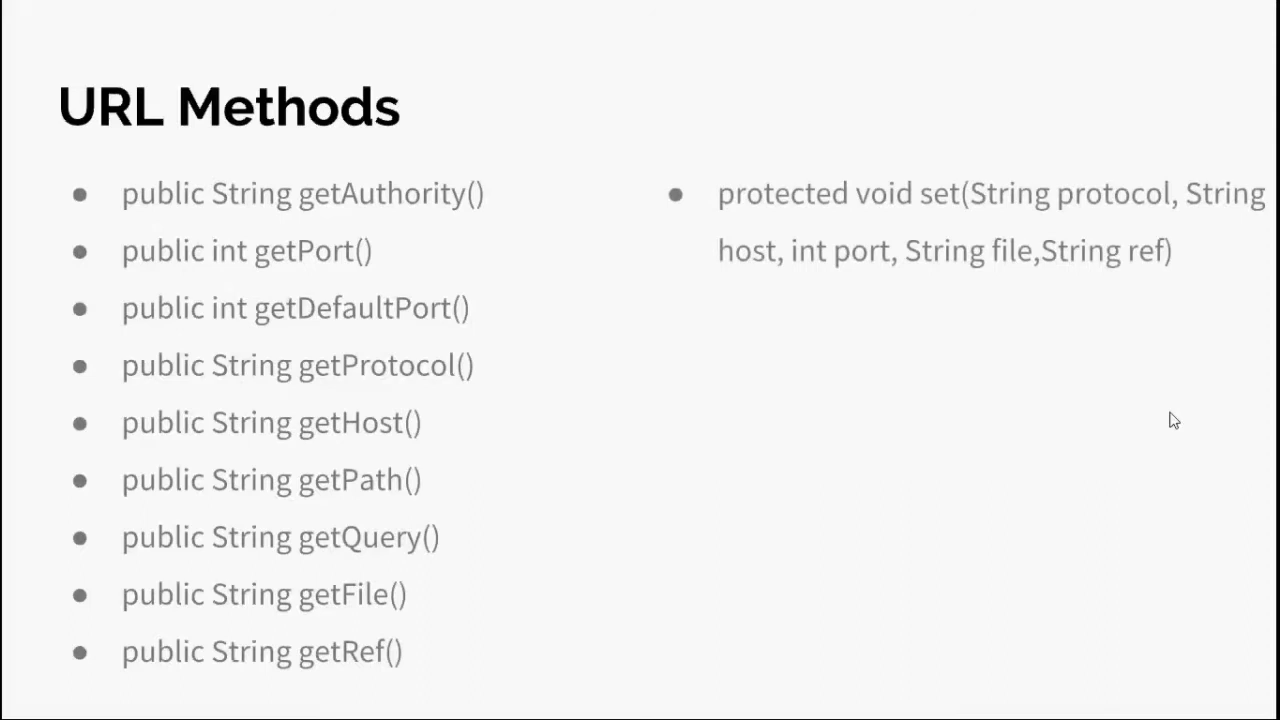 URL Methods
public String getAuthority()
public int getPort()
public int getDefaultPort()
public String getProtocol()
public String getHost()
public String getPath()
public String getQuery()
public String getFile()
public String getRef()
protected void set(String protocol, String
host, int port, String file,String ref)